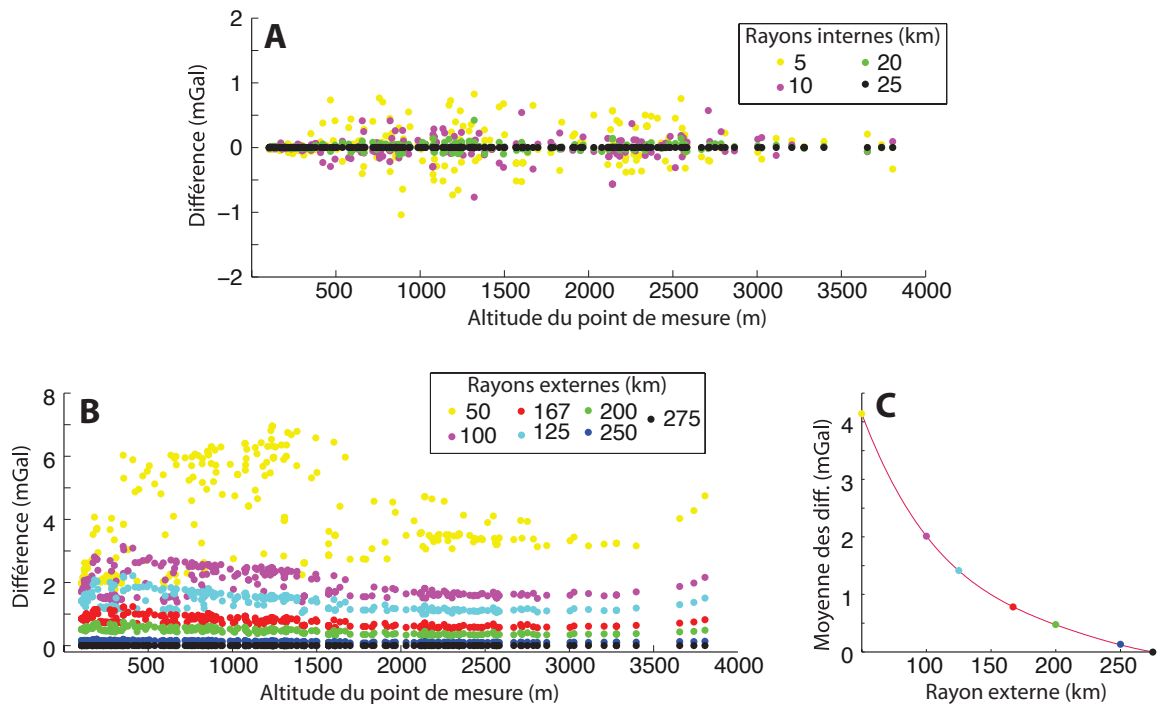 A
Rayons internes (km)
5 20
10 25
Différence (mGal)
2
1
0
−1
−2
500 1000 1500 2000 2500 3000 3500 4000
Altitude du point de mesure (m)
B
Rayons externes (km)
50 167 200 275
100 125 250
Différence (mGal)
8
6
4
2
0
500 1000 1500 2000 2500 3000 3500 4000
Altitude du point de mesure (m)
C
Moyenne des diff. (mGal)
4
3
2
1
0
100 150 200 250
Rayon externe (km)